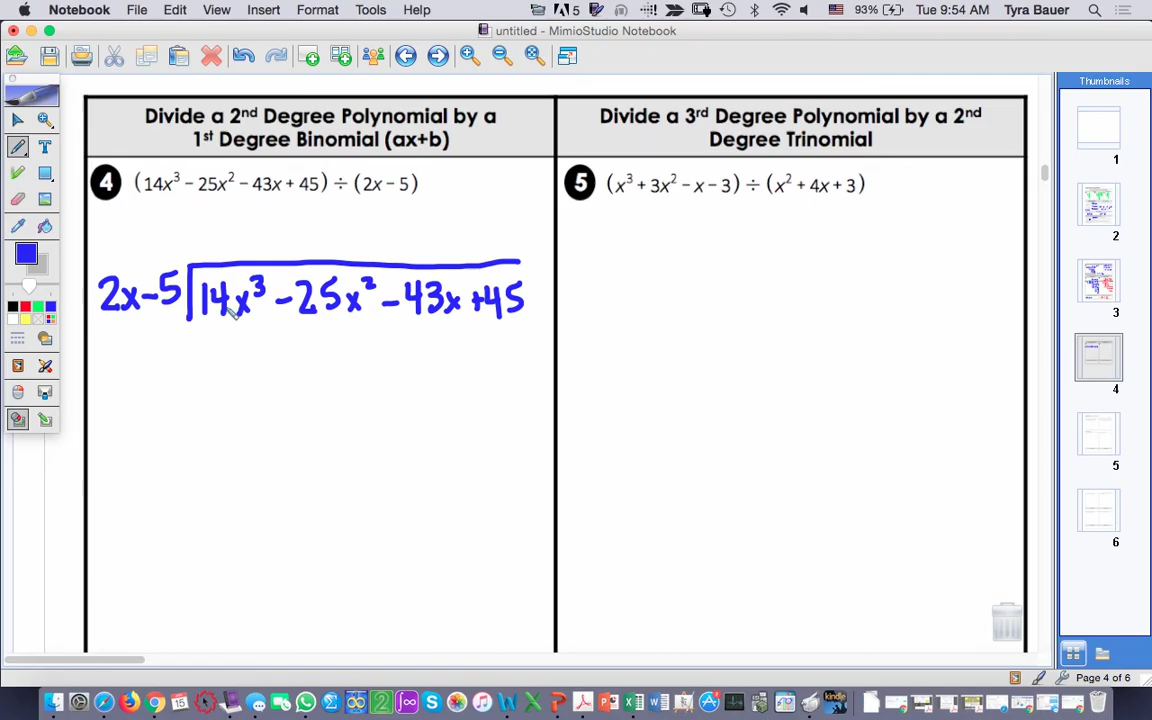 Notebook File Edit View Insert Format Tools Help 5 93% Tue 9:54 AM Tyra Bauer
untitled - MimioStudio Notebook
Thumbnails
Divide a 2nd Degree Polynomial by a
1st Degree Binomial (ax+b)
Divide a 3rd Degree Polynomial by a 2nd
Degree Trinomial
4 (14x³ − 25x² − 43x + 45) ÷ (2x − 5)
5 (x³ + 3x² − x − 3) ÷ (x² + 4x + 3)
2x-5 14x³ -25x² -43x +45
1
2
3
4
5
6
Page 4 of 6